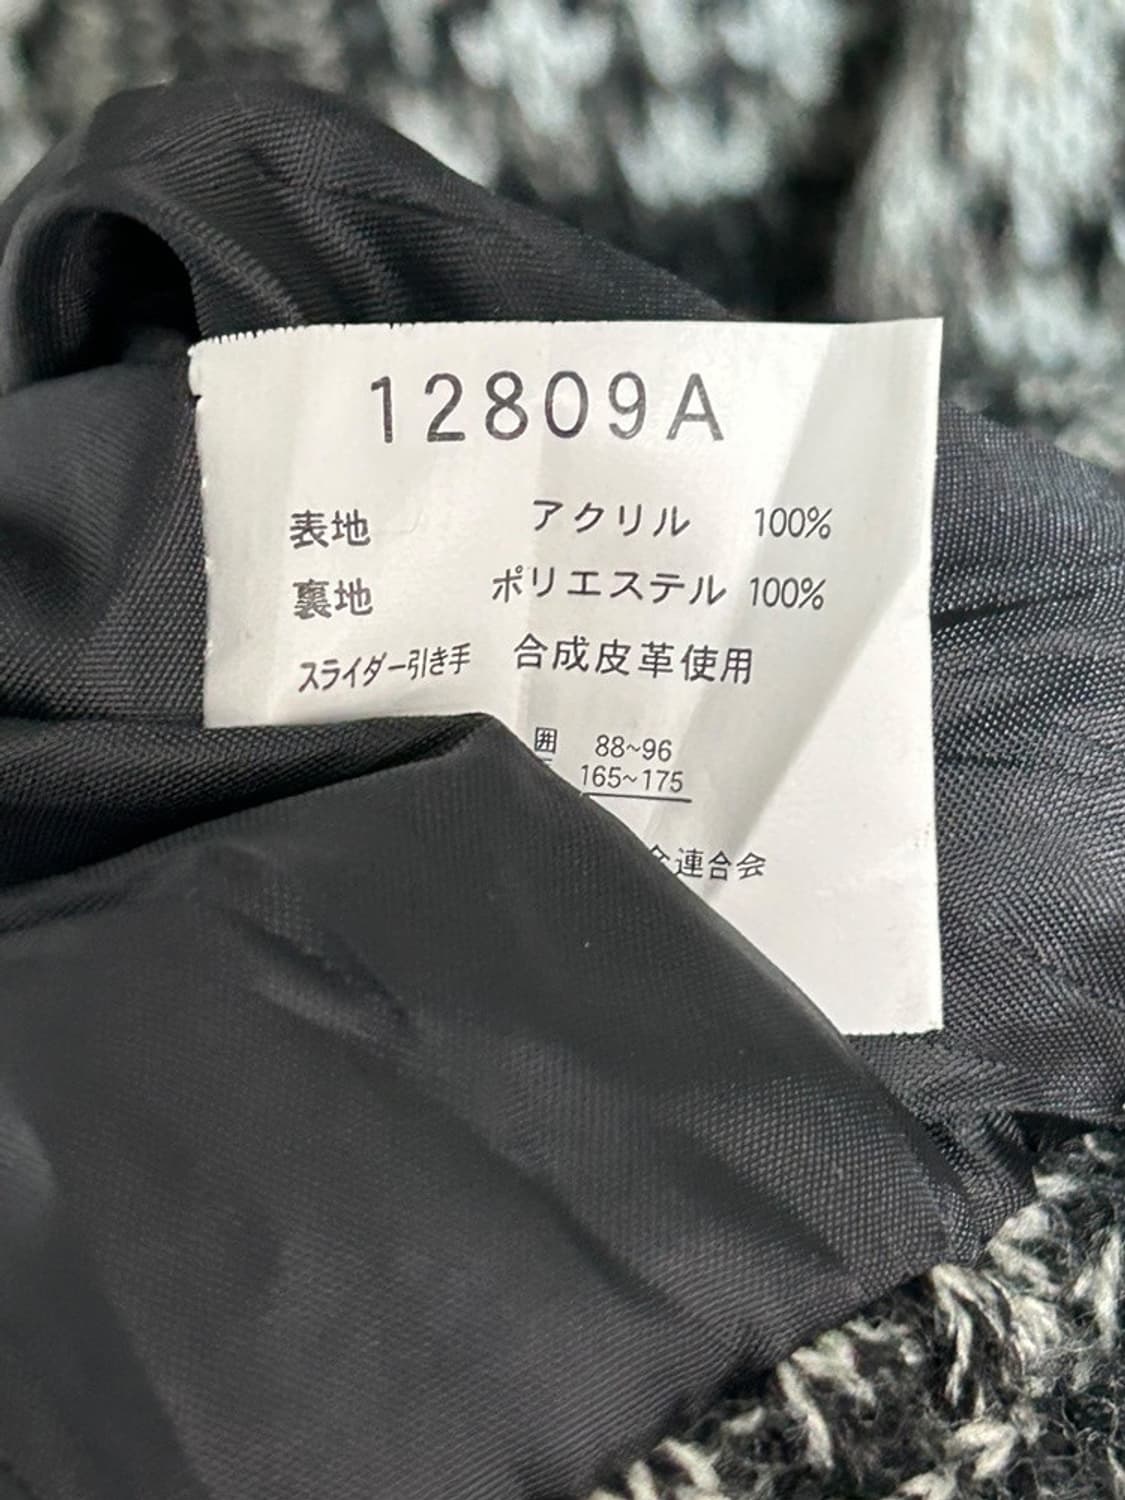 12809A
表地 アクリル 100%
裏地 ポリエステル 100%
スライダー引き手 合成皮革使用
囲 88~96
165~175
連合会